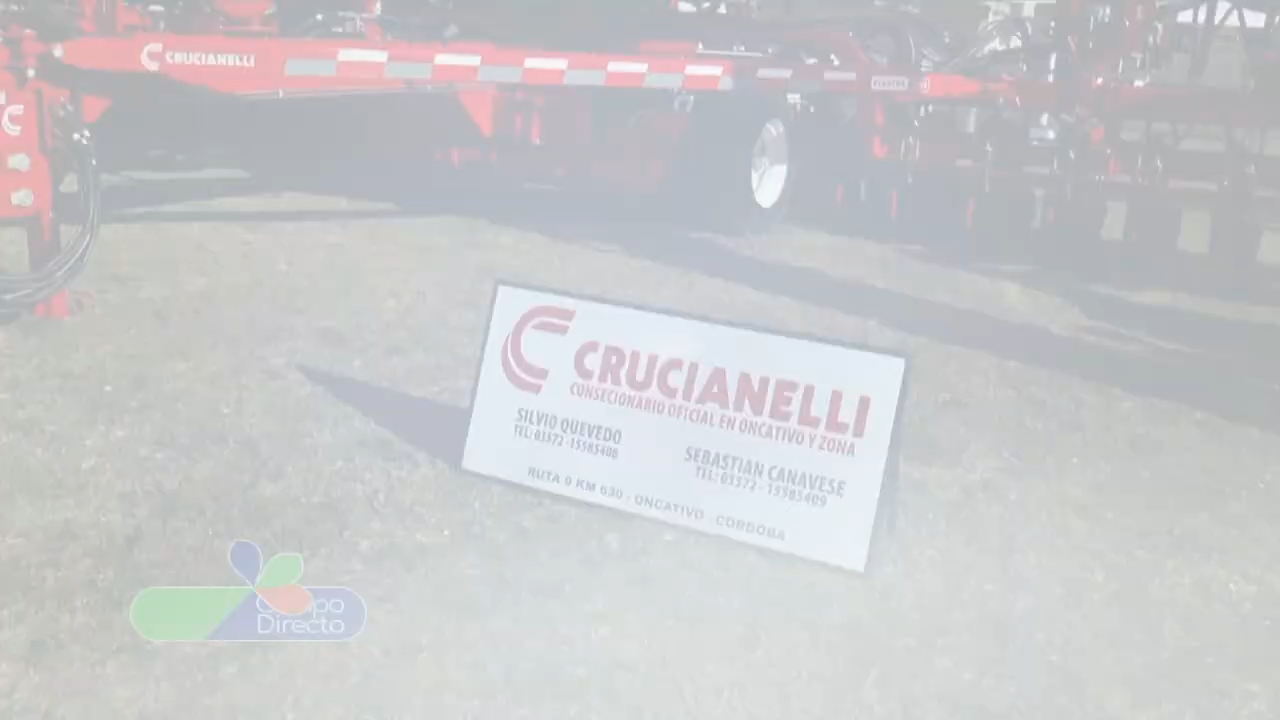 CRUCIANELLI
CRUCIANELLI
CONSECIONARIO OFICIAL EN ONCATIVO Y ZONA
SILVIO QUEVEDO
TEL: 03572 -15585408
SEBASTIAN CANAVESE
TEL: 03572 - 15585409
RUTA 9 KM 630 - ONCATIVO - CORDOBA
Campo
Directo